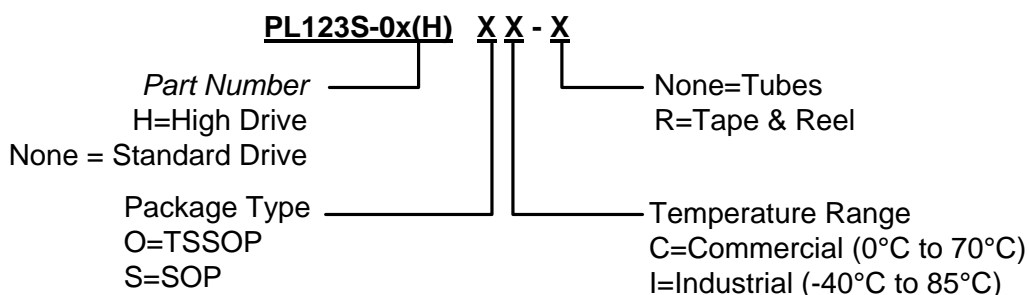 PL123S-0x(H) X X - X
Part Number
H=High Drive
None = Standard Drive
None=Tubes
R=Tape & Reel
Package Type
O=TSSOP
S=SOP
Temperature Range
C=Commercial (0°C to 70°C)
I=Industrial (-40°C to 85°C)